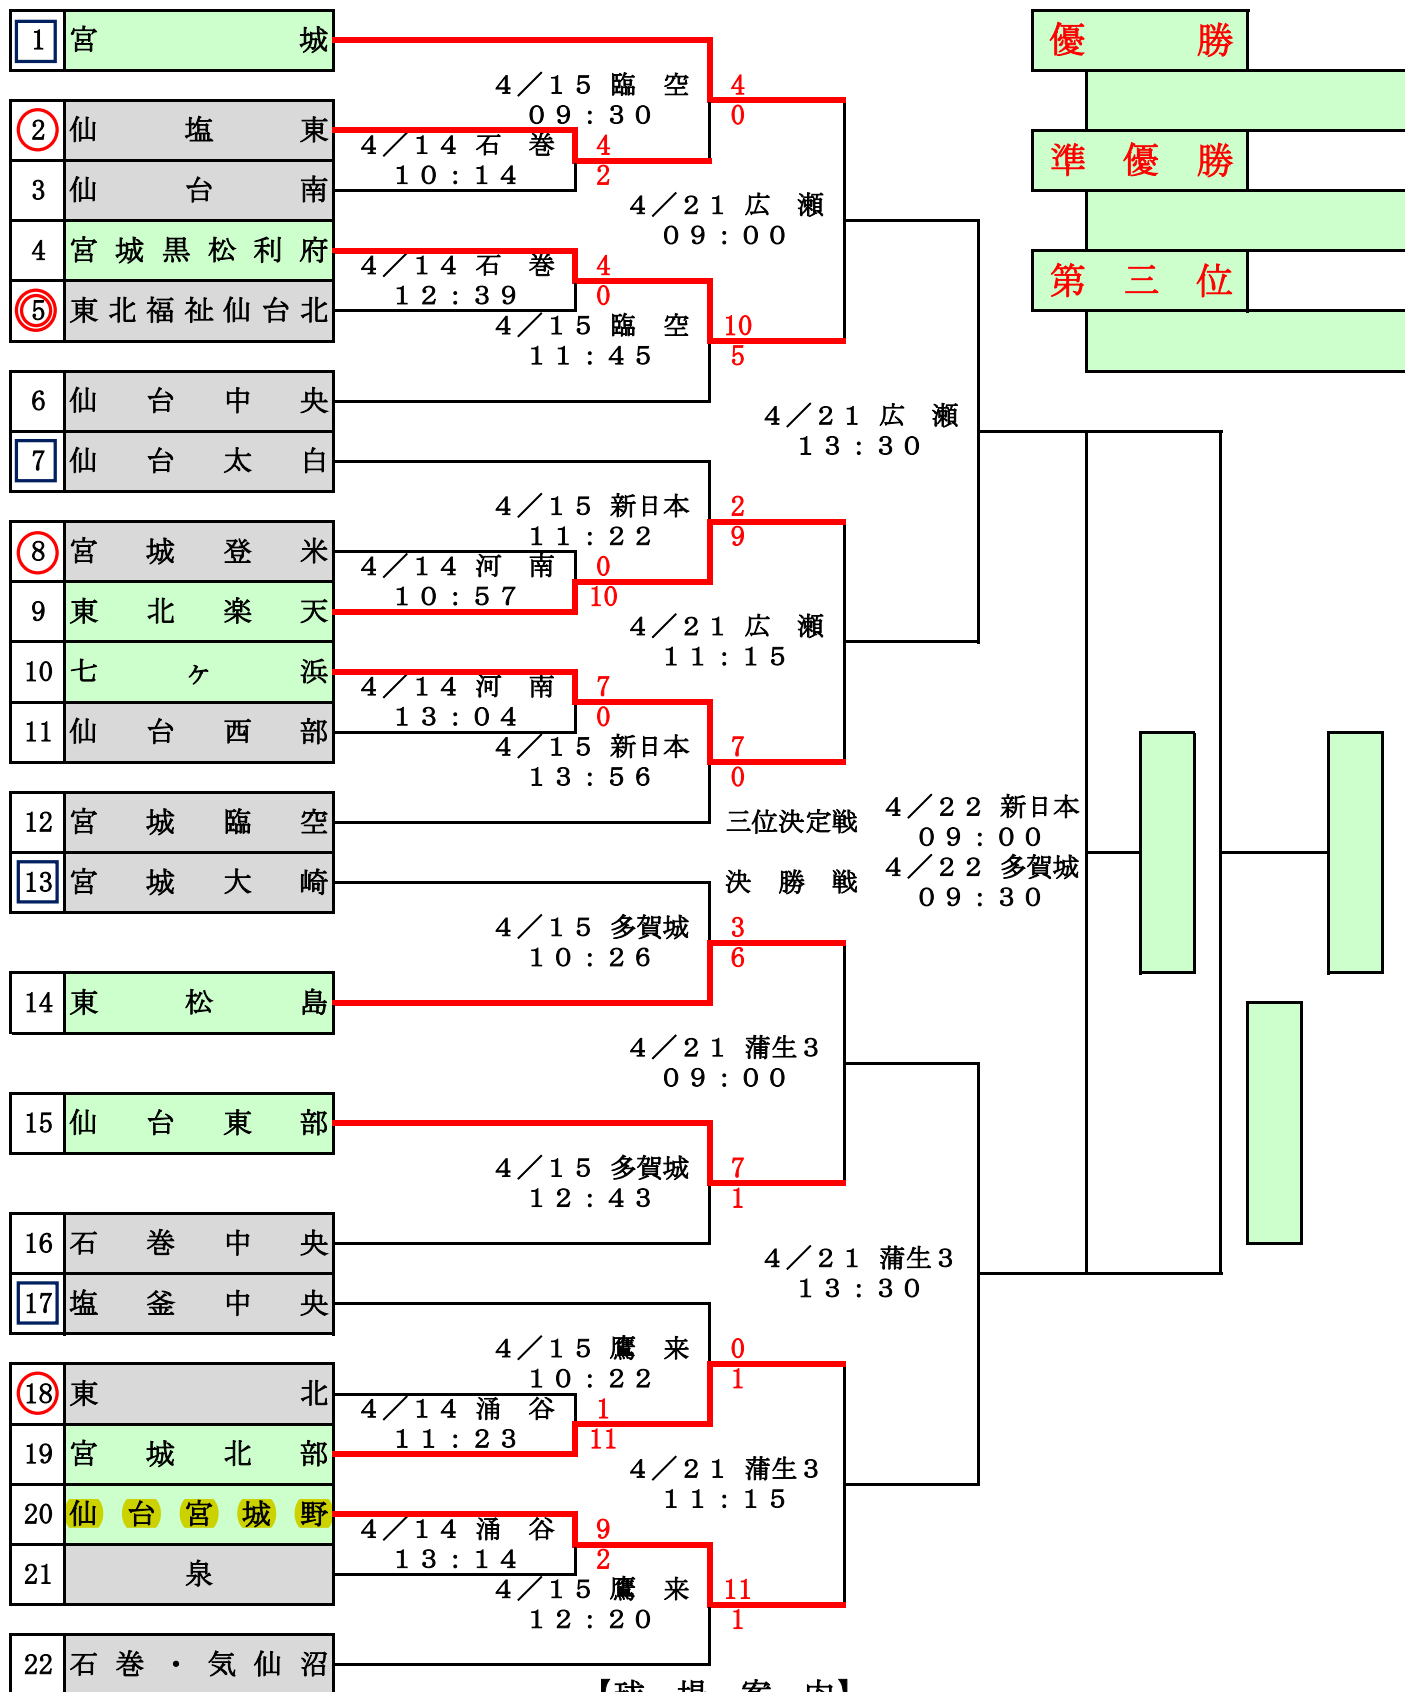 1 宮城
4／15 臨空
09：30
4
0
2 仙塩東
4／14 石巻
10：14
4
2
3 仙台南
4／21 広瀬
09：00
4 宮城黒松利府
4／14 石巻
12：39
4
0
5 東北福祉仙台北
4／15 臨空
11：45
10
5
6 仙台中央
4／21 広瀬
13：30
7 仙台太白
4／15 新日本
11：22
2
9
8 宮城登米
4／14 河南
10：57
0
10
9 東北楽天
4／21 広瀬
11：15
10 七ヶ浜
4／14 河南
13：04
7
0
11 仙台西部
4／15 新日本
13：56
7
0
12 宮城臨空
三位決定戦 4／22 新日本
09：00
13 宮城大崎
決勝戦 4／22 多賀城
09：30
4／15 多賀城
10：26
3
6
14 東松島
4／21 蒲生3
09：00
15 仙台東部
4／15 多賀城
12：43
7
1
16 石巻中央
4／21 蒲生3
13：30
17 塩釜中央
4／15 鷹来
10：22
0
1
18 東北
4／14 涌谷
11：23
1
11
19 宮城北部
4／21 蒲生3
11：15
20 仙台宮城野
4／14 涌谷
13：14
9
2
21 泉
4／15 鷹来
12：20
11
1
22 石巻・気仙沼
【球場案内】
優勝
準優勝
第三位